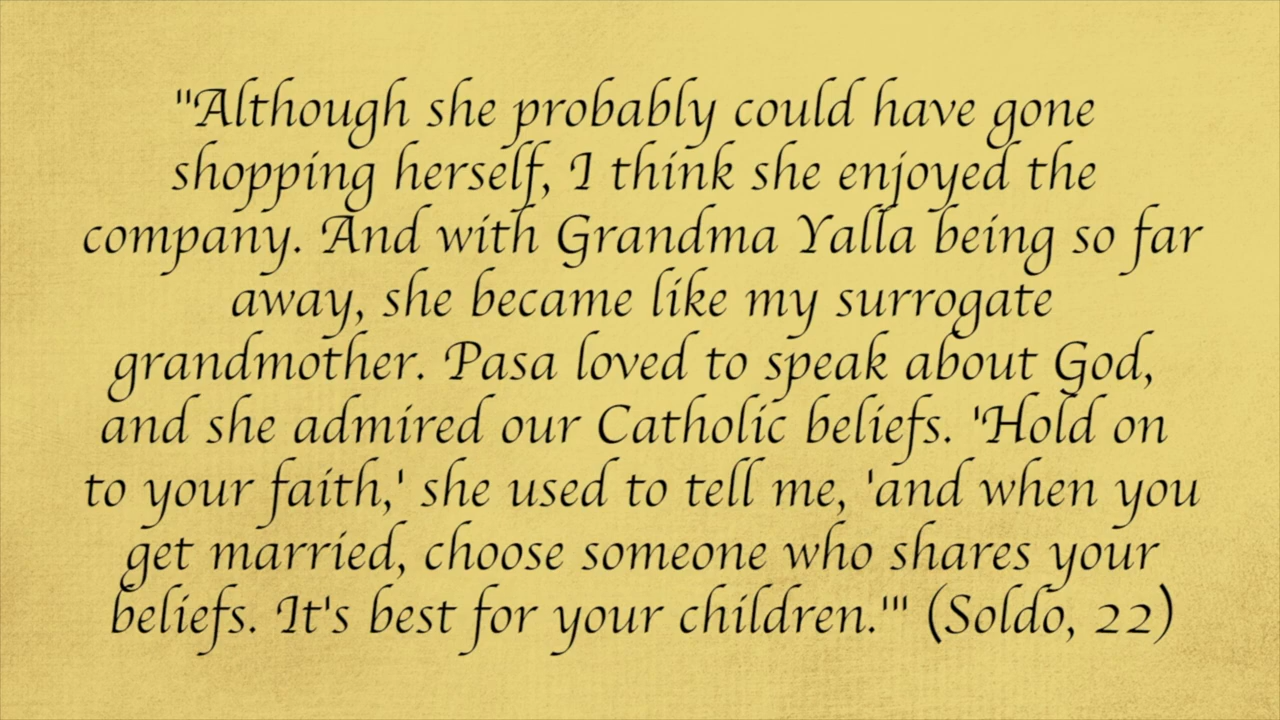 "Although she probably could have gone
shopping herself, I think she enjoyed the
company. And with Grandma Yalla being so far
away, she became like my surrogate
grandmother. Pasa loved to speak about God,
and she admired our Catholic beliefs. 'Hold on
to your faith,' she used to tell me, 'and when you
get married, choose someone who shares your
beliefs. It's best for your children.'" (Soldo, 22)